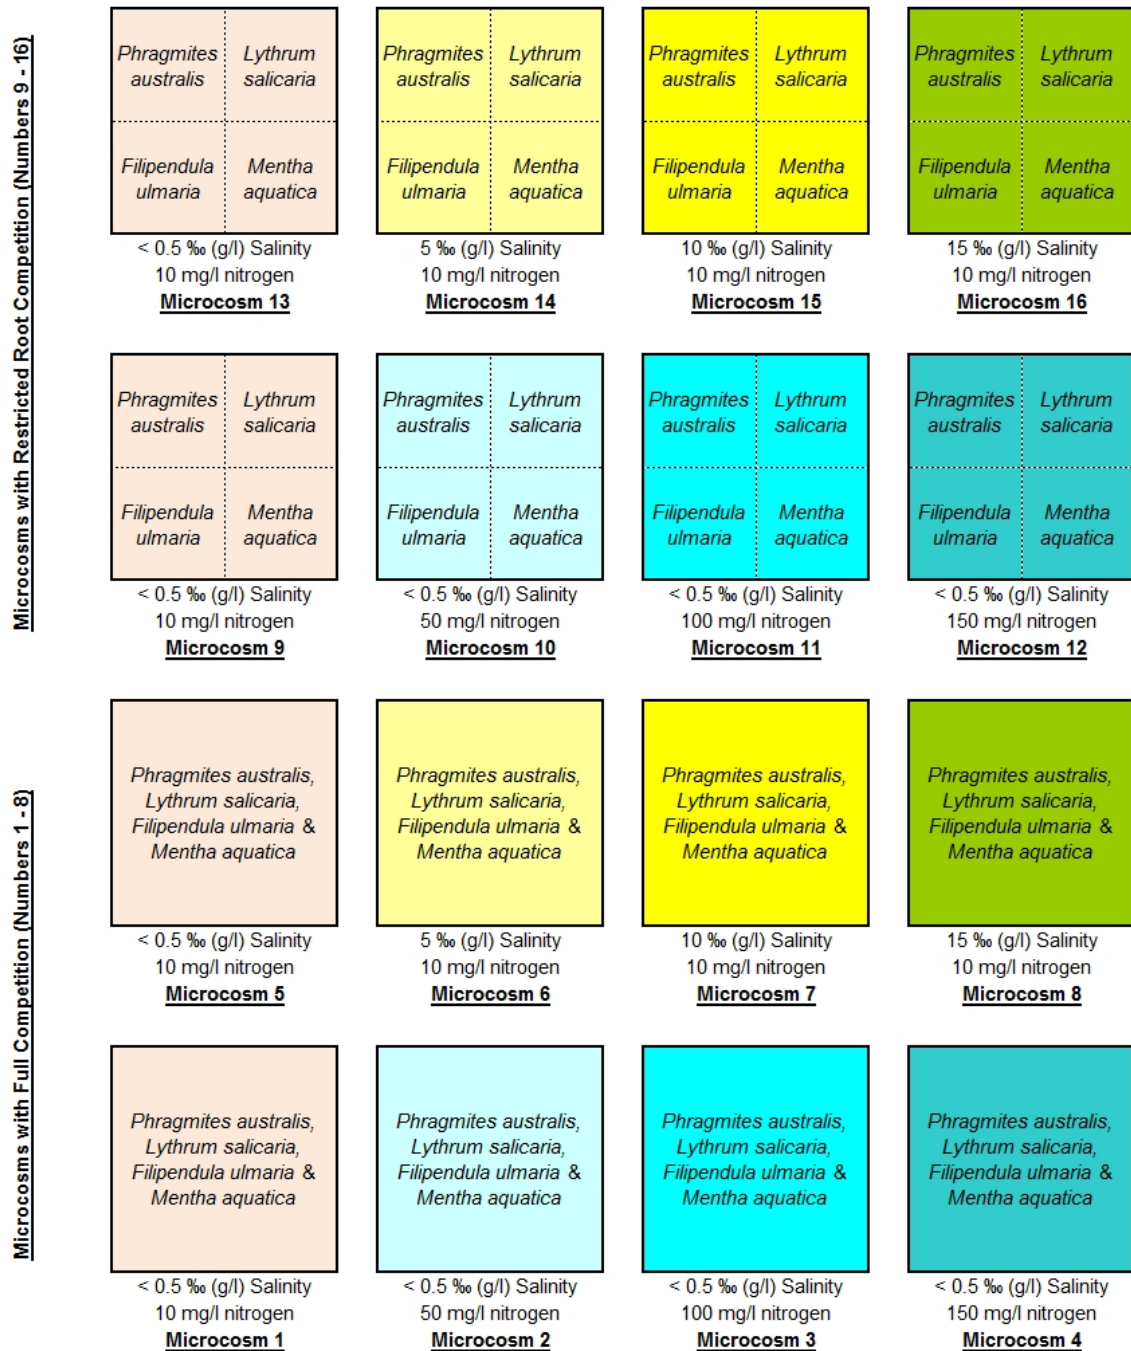 Microcosms with Restricted Root Competition (Numbers 9 - 16)
Phragmites australis
Lythrum salicaria
Filipendula ulmaria
Mentha aquatica
< 0.5 ‰ (g/l) Salinity
10 mg/l nitrogen
Microcosm 13
Phragmites australis
Lythrum salicaria
Filipendula ulmaria
Mentha aquatica
5 ‰ (g/l) Salinity
10 mg/l nitrogen
Microcosm 14
Phragmites australis
Lythrum salicaria
Filipendula ulmaria
Mentha aquatica
10 ‰ (g/l) Salinity
10 mg/l nitrogen
Microcosm 15
Phragmites australis
Lythrum salicaria
Filipendula ulmaria
Mentha aquatica
15 ‰ (g/l) Salinity
10 mg/l nitrogen
Microcosm 16
Phragmites australis
Lythrum salicaria
Filipendula ulmaria
Mentha aquatica
< 0.5 ‰ (g/l) Salinity
10 mg/l nitrogen
Microcosm 9
Phragmites australis
Lythrum salicaria
Filipendula ulmaria
Mentha aquatica
< 0.5 ‰ (g/l) Salinity
50 mg/l nitrogen
Microcosm 10
Phragmites australis
Lythrum salicaria
Filipendula ulmaria
Mentha aquatica
< 0.5 ‰ (g/l) Salinity
100 mg/l nitrogen
Microcosm 11
Phragmites australis
Lythrum salicaria
Filipendula ulmaria
Mentha aquatica
< 0.5 ‰ (g/l) Salinity
150 mg/l nitrogen
Microcosm 12
Microcosms with Full Competition (Numbers 1 - 8)
Phragmites australis,
Lythrum salicaria,
Filipendula ulmaria &
Mentha aquatica
< 0.5 ‰ (g/l) Salinity
10 mg/l nitrogen
Microcosm 5
Phragmites australis,
Lythrum salicaria,
Filipendula ulmaria &
Mentha aquatica
5 ‰ (g/l) Salinity
10 mg/l nitrogen
Microcosm 6
Phragmites australis,
Lythrum salicaria,
Filipendula ulmaria &
Mentha aquatica
10 ‰ (g/l) Salinity
10 mg/l nitrogen
Microcosm 7
Phragmites australis,
Lythrum salicaria,
Filipendula ulmaria &
Mentha aquatica
15 ‰ (g/l) Salinity
10 mg/l nitrogen
Microcosm 8
Phragmites australis,
Lythrum salicaria,
Filipendula ulmaria &
Mentha aquatica
< 0.5 ‰ (g/l) Salinity
10 mg/l nitrogen
Microcosm 1
Phragmites australis,
Lythrum salicaria,
Filipendula ulmaria &
Mentha aquatica
< 0.5 ‰ (g/l) Salinity
50 mg/l nitrogen
Microcosm 2
Phragmites australis,
Lythrum salicaria,
Filipendula ulmaria &
Mentha aquatica
< 0.5 ‰ (g/l) Salinity
100 mg/l nitrogen
Microcosm 3
Phragmites australis,
Lythrum salicaria,
Filipendula ulmaria &
Mentha aquatica
< 0.5 ‰ (g/l) Salinity
150 mg/l nitrogen
Microcosm 4